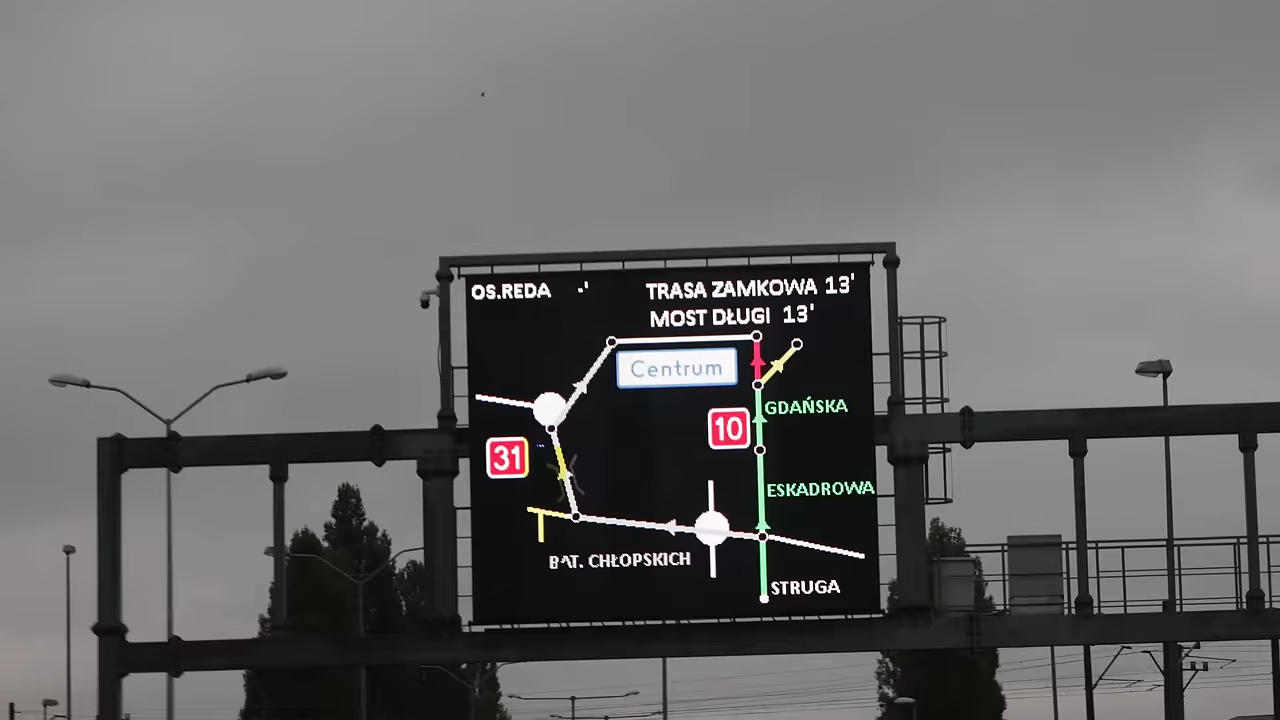 OS.REDA
TRASA ZAMKOWA 13'
MOST DŁUGI 13'
Centrum
GDAŃSKA
10
31
ESKADROWA
BAT. CHŁOPSKICH
STRUGA